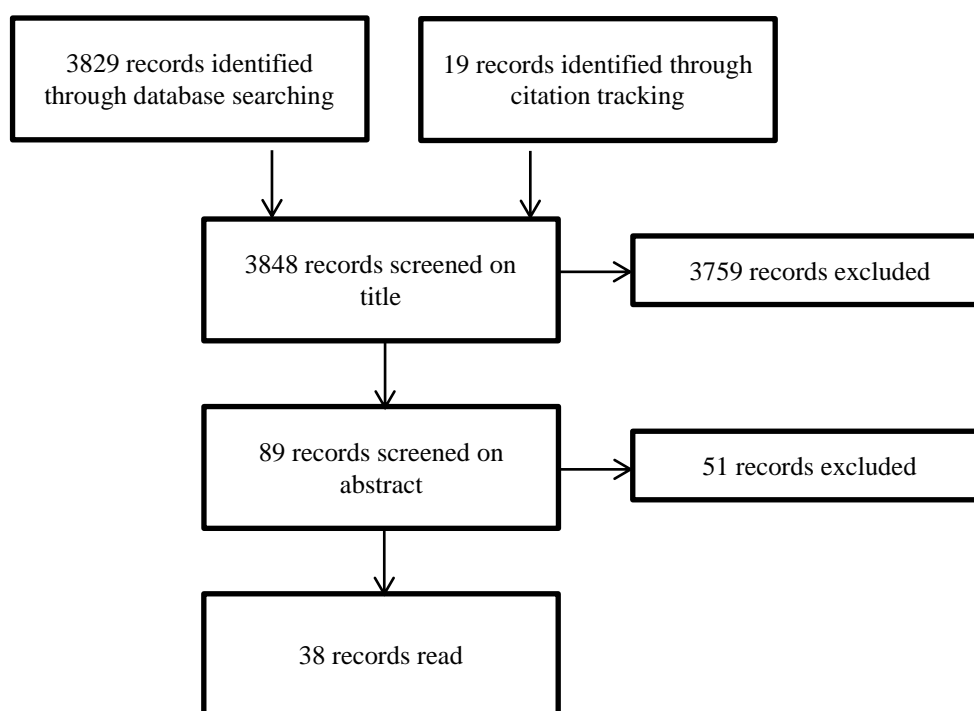 3829 records identified
through database searching
19 records identified through
citation tracking
3848 records screened on
title
3759 records excluded
89 records screened on
abstract
51 records excluded
38 records read